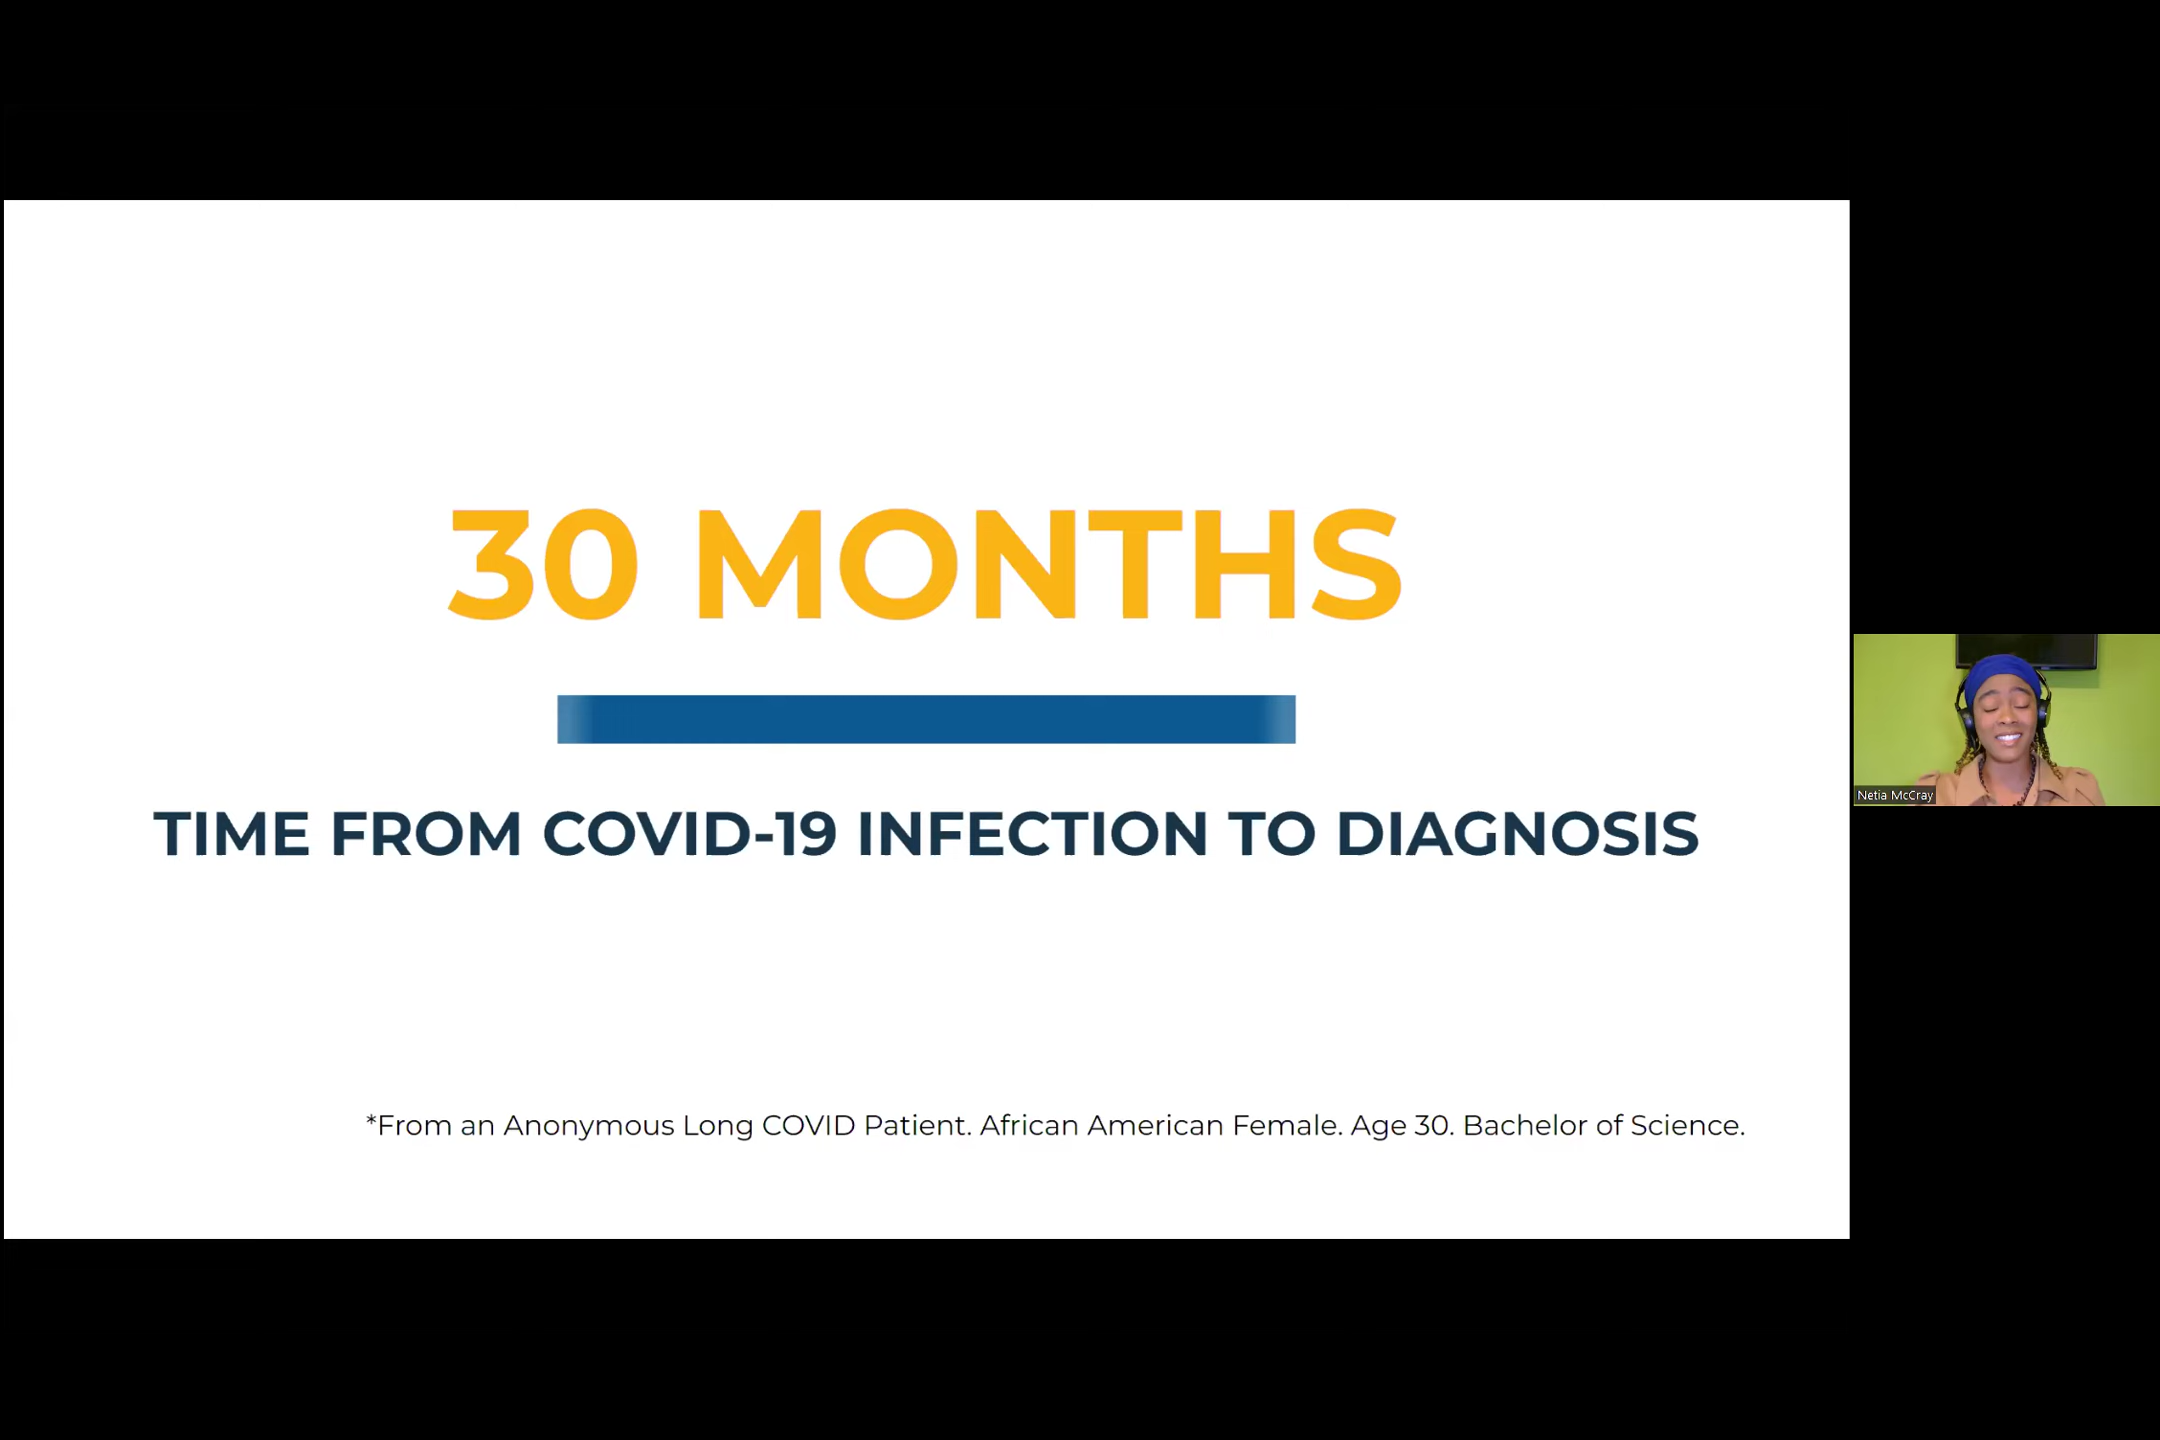 30 MONTHS
TIME FROM COVID-19 INFECTION TO DIAGNOSIS
*From an Anonymous Long COVID Patient. African American Female. Age 30. Bachelor of Science.
Netia McCray